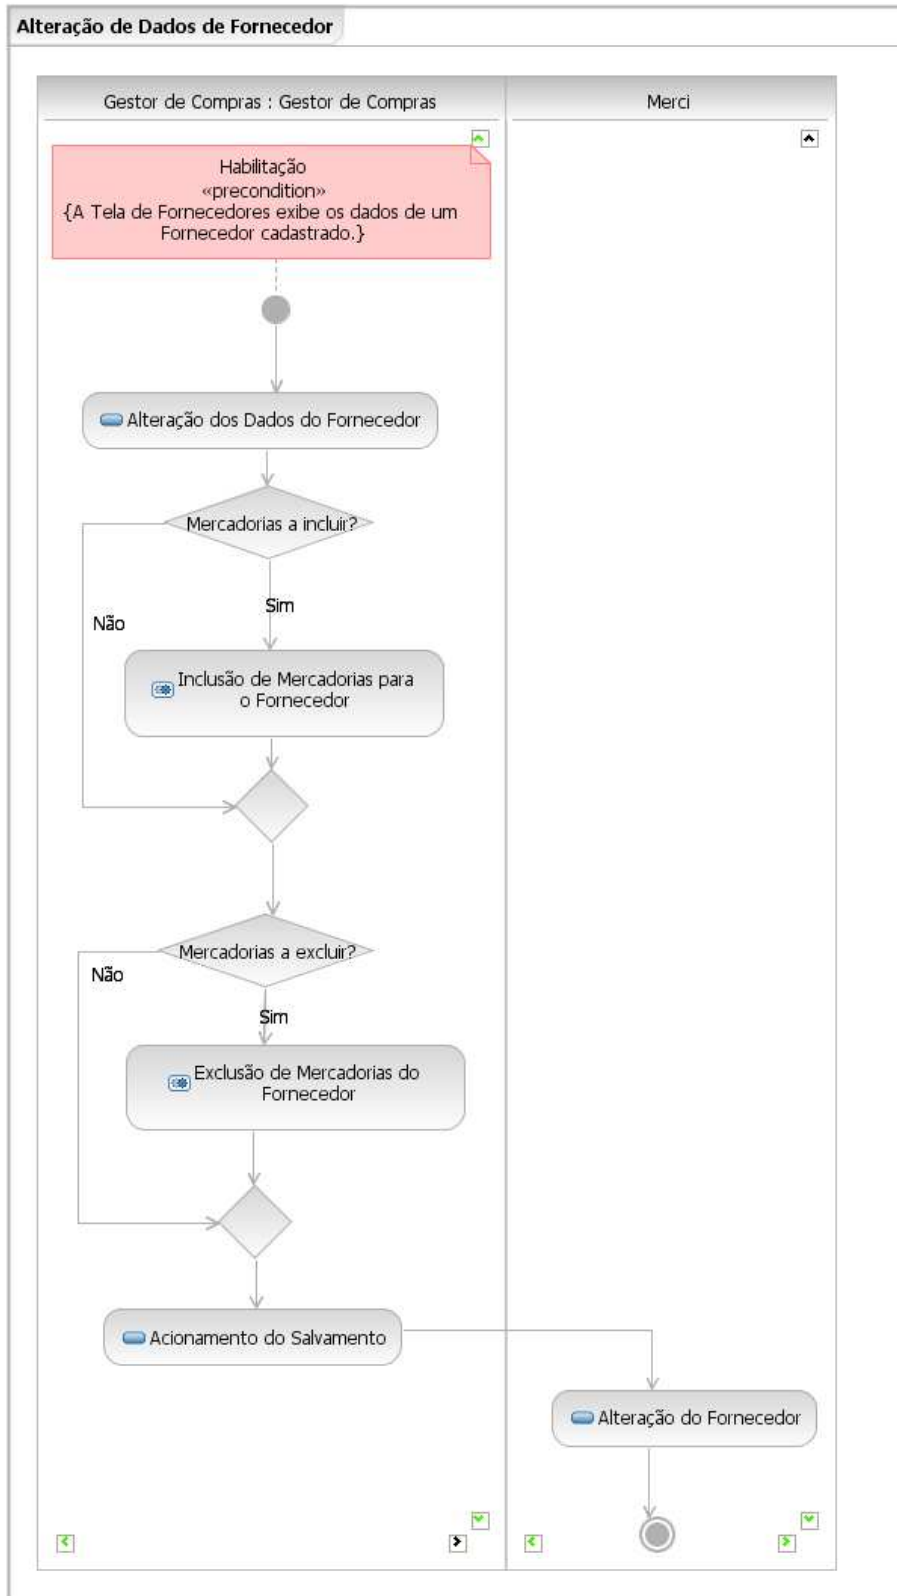 Alteração de Dados de Fornecedor
Gestor de Compras : Gestor de Compras
Merci
Habilitação
«precondition»
{A Tela de Fornecedores exibe os dados de um
Fornecedor cadastrado.}
Alteração dos Dados do Fornecedor
Mercadorias a incluir?
Sim
Não
Inclusão de Mercadorias para
o Fornecedor
Mercadorias a excluir?
Não
Sim
Exclusão de Mercadorias do
Fornecedor
Acionamento do Salvamento
Alteração do Fornecedor